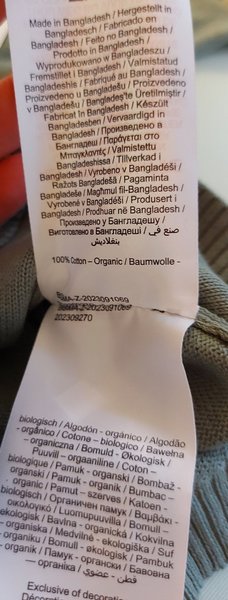 Made in Bangladesh / Hergestellt in
Bangladesch / Fabricado en
Bangladesh / Feito no Bangladesh /
Prodotto in Bangladesh /
Wyprodukowano w Bangladeszu /
Fremstillet i Bangladesh / Valmistatud
Bangladeshis / Fabriqué au Bangladesh /
Proizvedeno u Bangladešu / Proizvedeno
v Bangladešu / Bangladeş'te Üretilmiştir /
Fabricat în Bangladesh / Készült
Bangladesben / Vervaardigd in
Bangladesh / Произведено в
Бангладеш / Παράγεται στο
Μπαγκλαντές / Valmistettu
Bangladeshissa / Tillverkad i
Bangladesh / Vyrobeno v Bangladéši /
Ražots Bangladešā / Pagaminta
Bangladeše / Magħmul fil-Bangladesh /
Vyrobené v Bangladéši / Produsert i
Bangladesh / Prodhuar në Bangladesh /
Произведено у Бангладешу /
Виготовлено в Бангладеші / صنع في
بنغلاديش
100% Cotton – Organic / Baumwolle -
202309270
biologisch / Algodón - orgánico / Algodão
- orgânico / Cotone – biologico / Bawełna
– organiczna / Bomuld - Økologisk /
Puuvill – orgaaniline / Coton –
biologique / Pamuk - organski / Bombaž -
organski / Pamuk - organik / Bumbac –
organic / Pamut – szerves / Katoen -
biologisch / Органичен памук / Βαμβάκι -
οικολογικό / Luomupuuvilla / Bomull -
ekologisk / Bavlna - organická / Kokvilna
- organiska / Medvilnė - ekologiška / Suf
organiku / Bomull - økologisk / Pambuk
- organik / Памук - органски / Бавовна
— органіка / قطن - عضوي
Exclusive of decorati